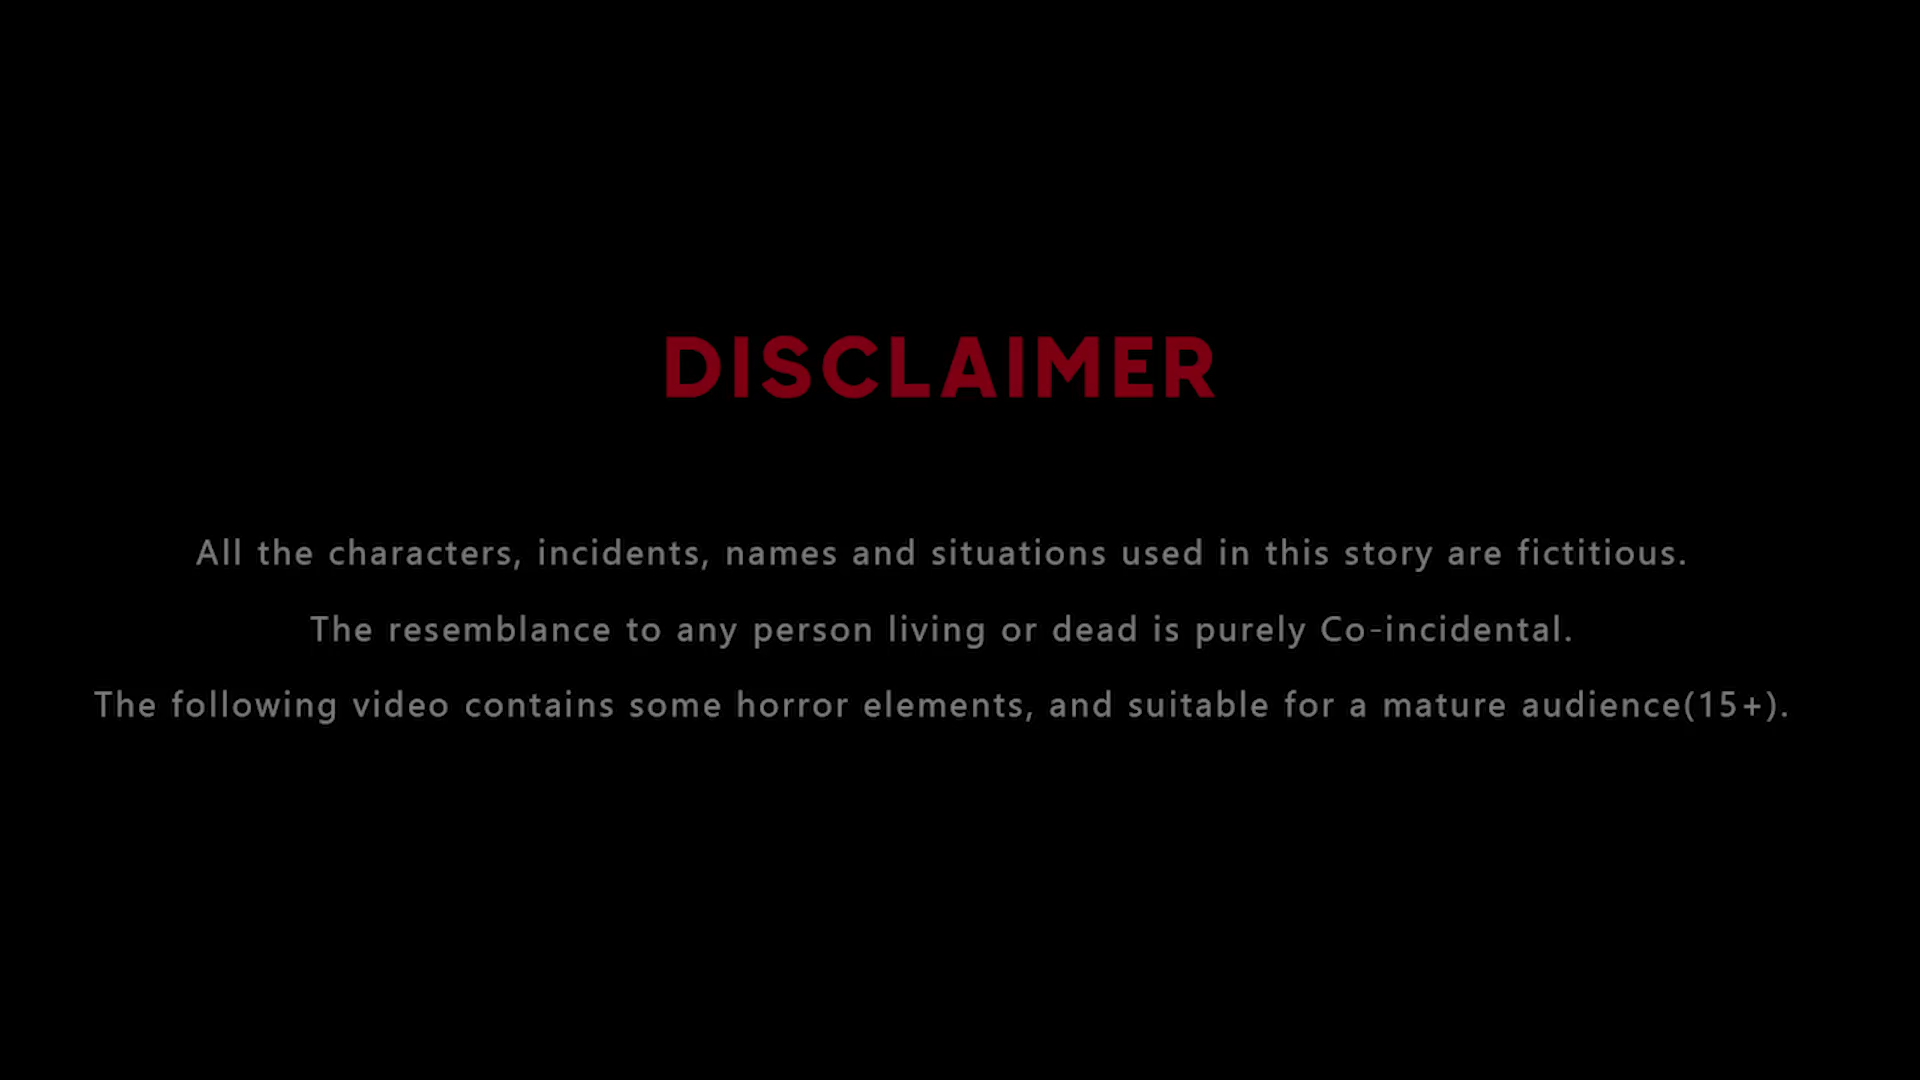 DISCLAIMER
All the characters, incidents, names and situations used in this story are fictitious.
The resemblance to any person living or dead is purely Co-incidental.
The following video contains some horror elements, and suitable for a mature audience(15+).